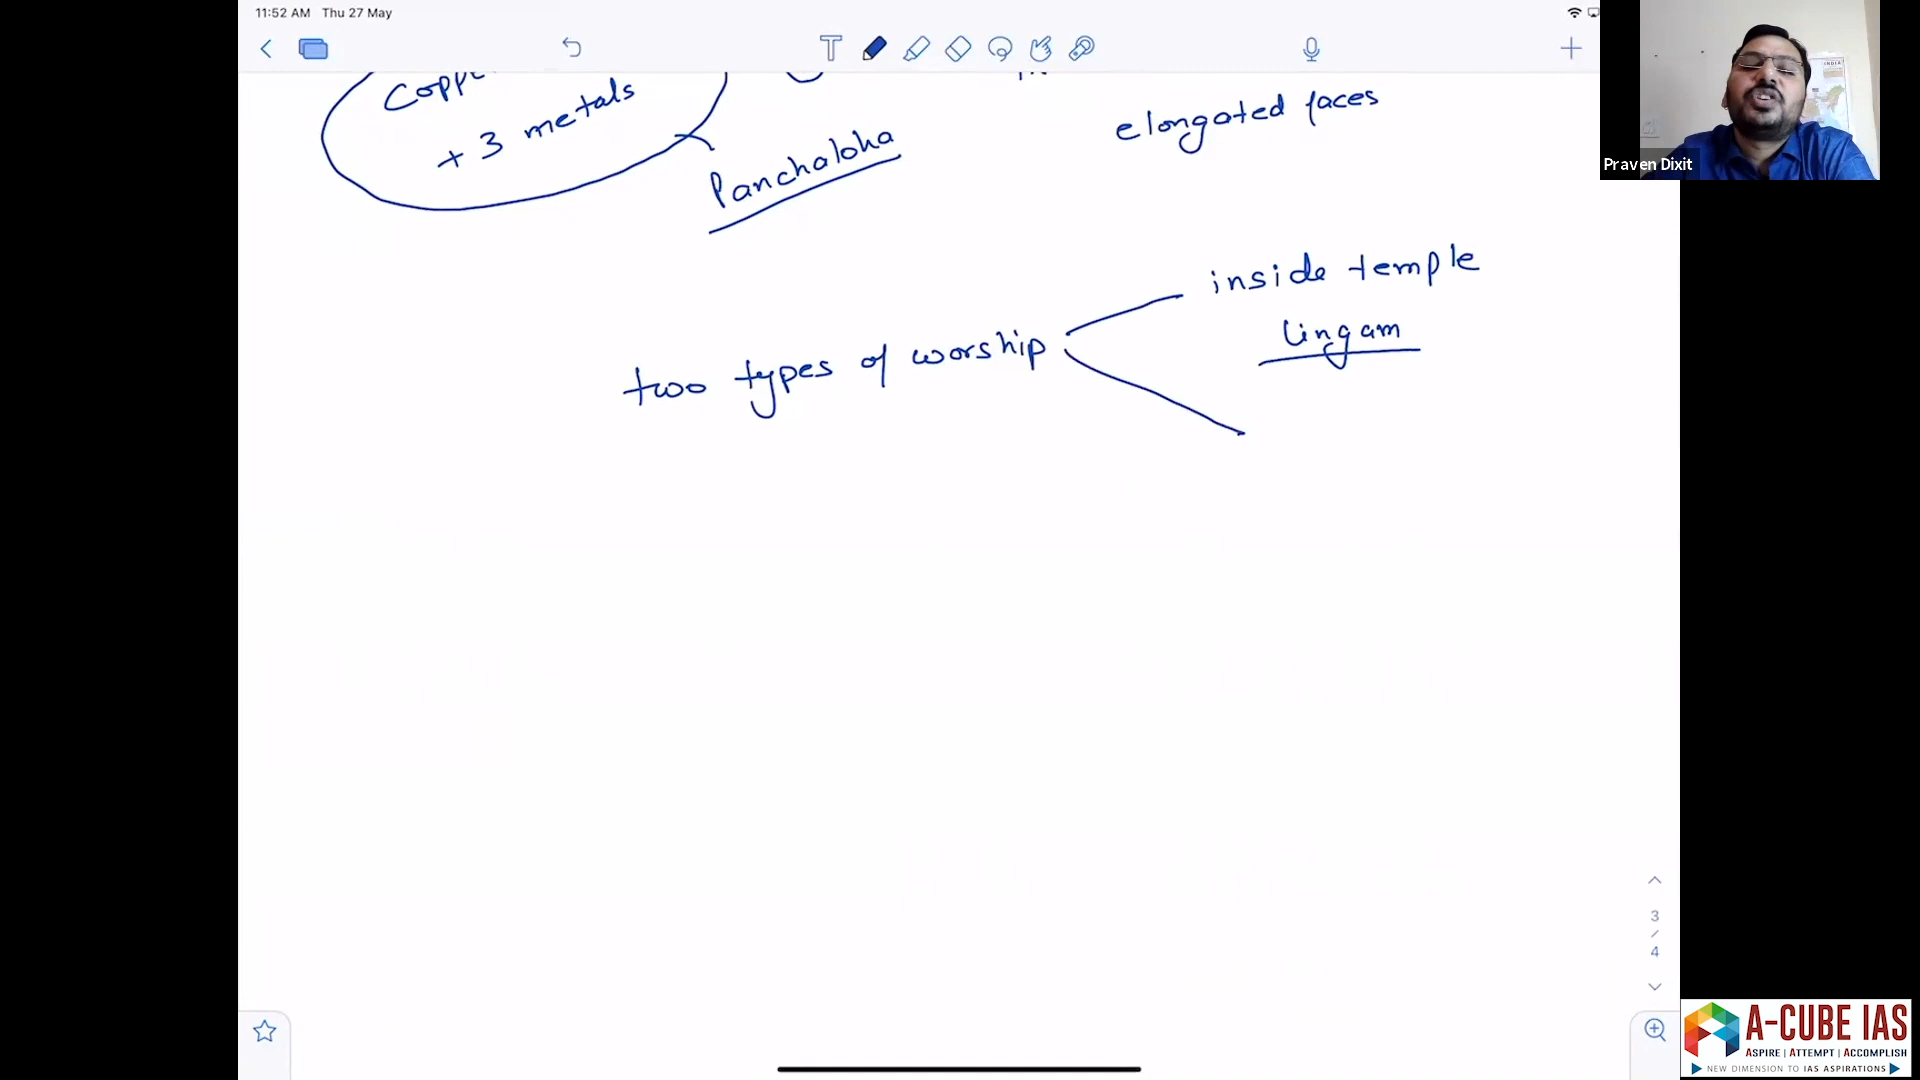 11:52 AM Thu 27 May
+ 3 metals
Panchaloha
elongated faces
Praven Dixit
INDIA
two types of worship
inside temple
lingam
3
/
4
A-CUBE IAS
ASPIRE | ATTEMPT | ACCOMPLISH
NEW DIMENSION TO IAS ASPIRATIONS